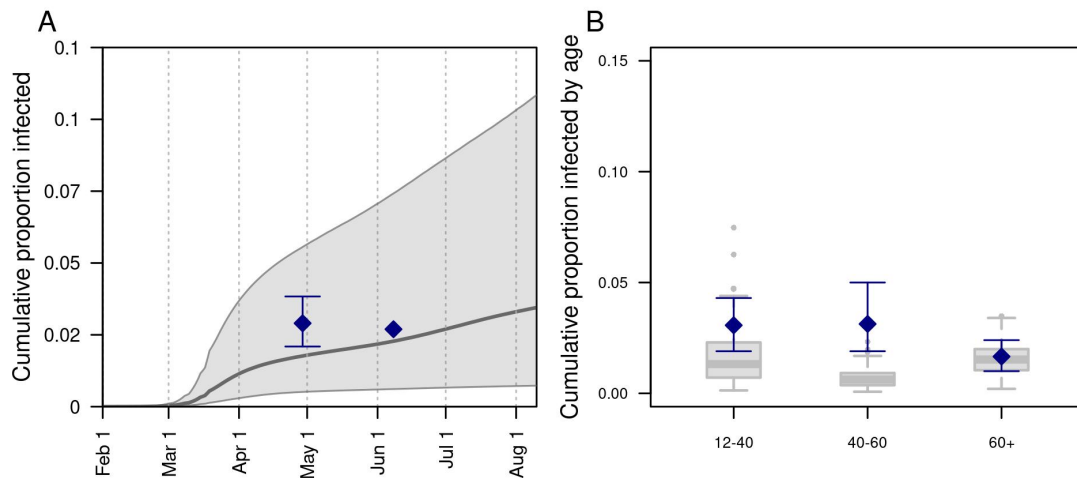 A
Cumulative proportion infected
0.1
0.1
0.07
0.05
0.02
0
Feb 1
Mar 1
Apr 1
May 1
Jun 1
Jul 1
Aug 1
B
Cumulative proportion infected by age
0.15
0.10
0.05
0.00
12-40
40-60
60+